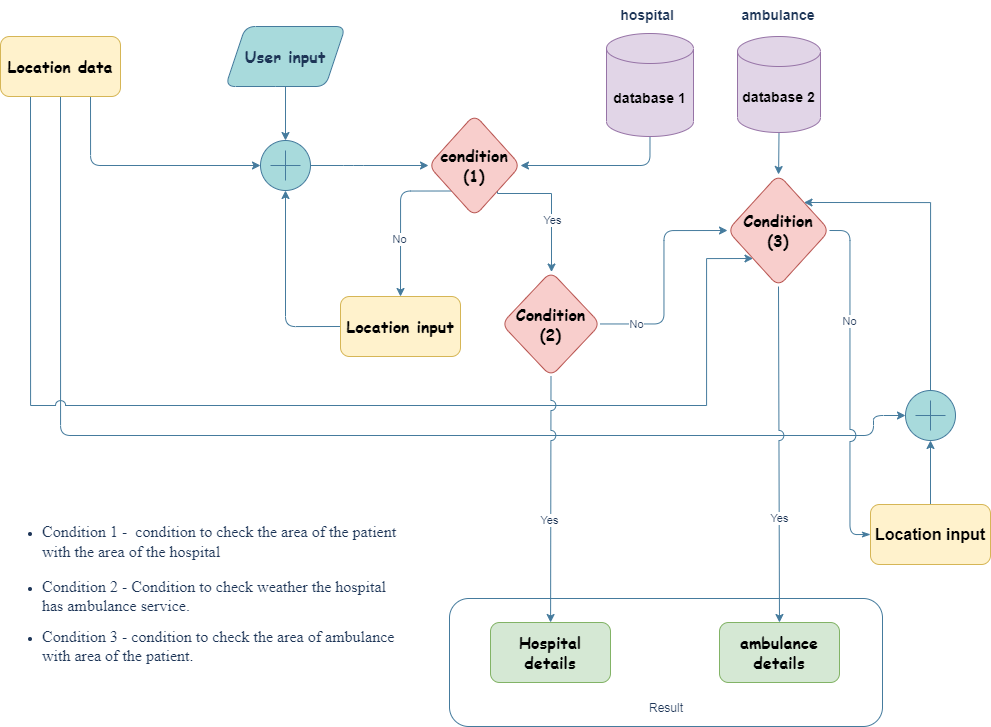 hospital
ambulance
Location data
User input
database 1
database 2
condition
(1)
Condition
(3)
Yes
No
Location input
Condition
(2)
No
No
Yes
Yes
Location input
Condition 1 - condition to check the area of the patient
with the area of the hospital
Condition 2 - Condition to check weather the hospital
has ambulance service.
Condition 3 - condition to check the area of ambulance
with area of the patient.
Hospital
details
ambulance
details
Result